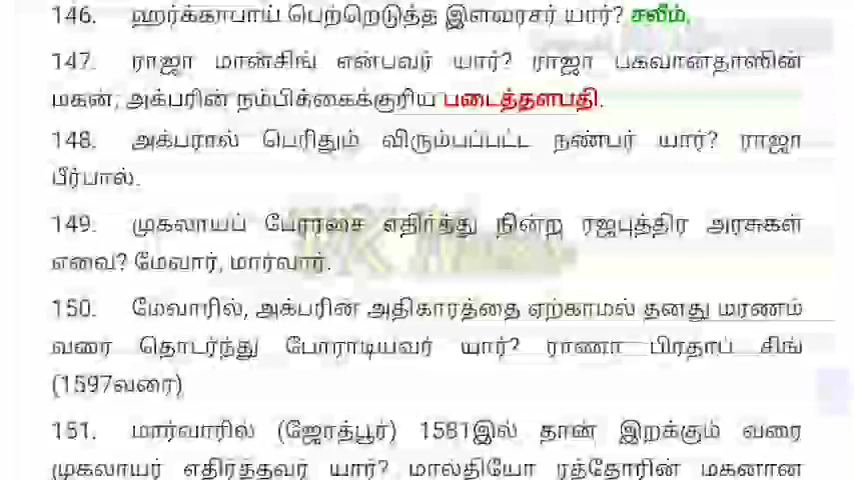 146. ஹர்க்காபாய் பெற்றெடுத்த இளவரசர் யார்? சலீம்.
147. ராஜா மான்சிங் என்பவர் யார்? ராஜா பகவான்தாஸின்
மகன், அக்பரின் நம்பிக்கைக்குரிய படைத்தளபதி.
148. அக்பரால் பெரிதும் விரும்பப்பட்ட நண்பர் யார்? ராஜா
பீர்பால்.
149. முகலாயப் பேரரசை எதிர்த்து நின்ற ரஜபுத்திர அரசுகள்
எவை? மேவார், மார்வார்.
150. மேவாரில், அக்பரின் அதிகாரத்தை ஏற்காமல் தனது மரணம்
வரை தொடர்ந்து போராடியவர் யார்? ராணா பிரதாப் சிங்
(1597வரை)
151. மார்வாரில் (ஜோத்பூர்) 1581இல் தான் இறக்கும் வரை
முகலாயர் எதிர்த்தவர் யார்? மால்தியோ ரத்தோரின் மகனான